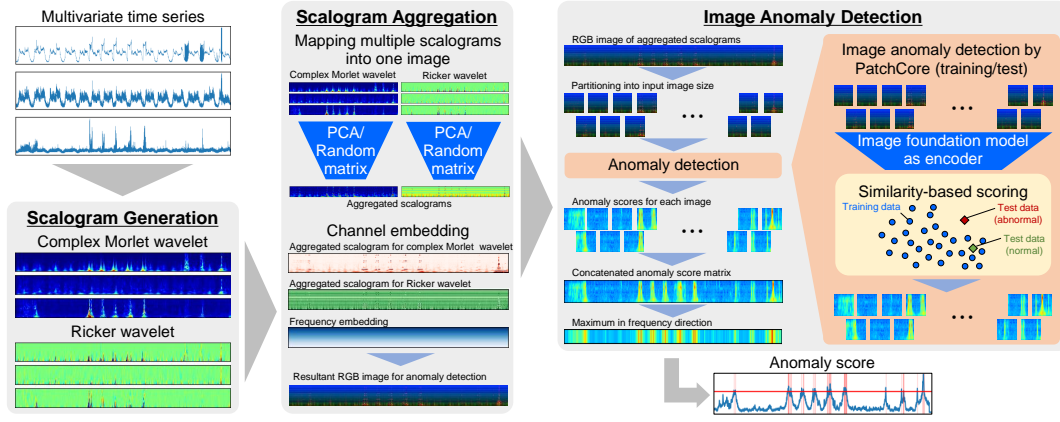 Multivariate time series
Scalogram Generation
Complex Morlet wavelet
Ricker wavelet
Scalogram Aggregation
Mapping multiple scalograms
into one image
Complex Morlet wavelet
Ricker wavelet
PCA/
Random
matrix
PCA/
Random
matrix
Aggregated scalograms
Channel embedding
Aggregated scalogram for complex Morlet wavelet
Aggregated scalogram for Ricker wavelet
Frequency embedding
Resultant RGB image for anomaly detection
Image Anomaly Detection
RGB image of aggregated scalograms
Partitioning into input image size
...
Anomaly detection
Anomaly scores for each image
...
Concatenated anomaly score matrix
Maximum in frequency direction
Image anomaly detection by
PatchCore (training/test)
...
Image foundation model
as encoder
Similarity-based scoring
Training data
Test data
(abnormal)
Test data
(normal)
...
Anomaly score